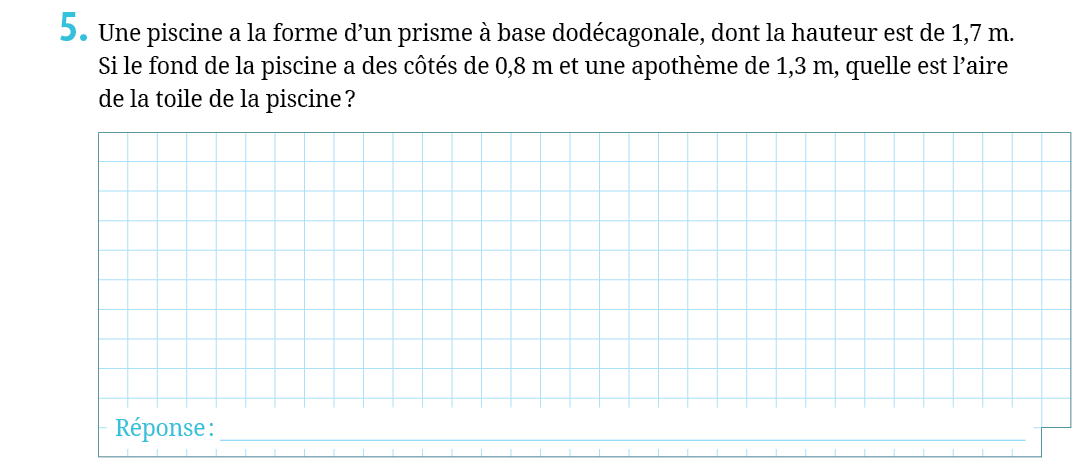 5. Une piscine a la forme d’un prisme à base dodécagonale, dont la hauteur est de 1,7 m.
Si le fond de la piscine a des côtés de 0,8 m et une apothème de 1,3 m, quelle est l’aire
de la toile de la piscine ?
Réponse :